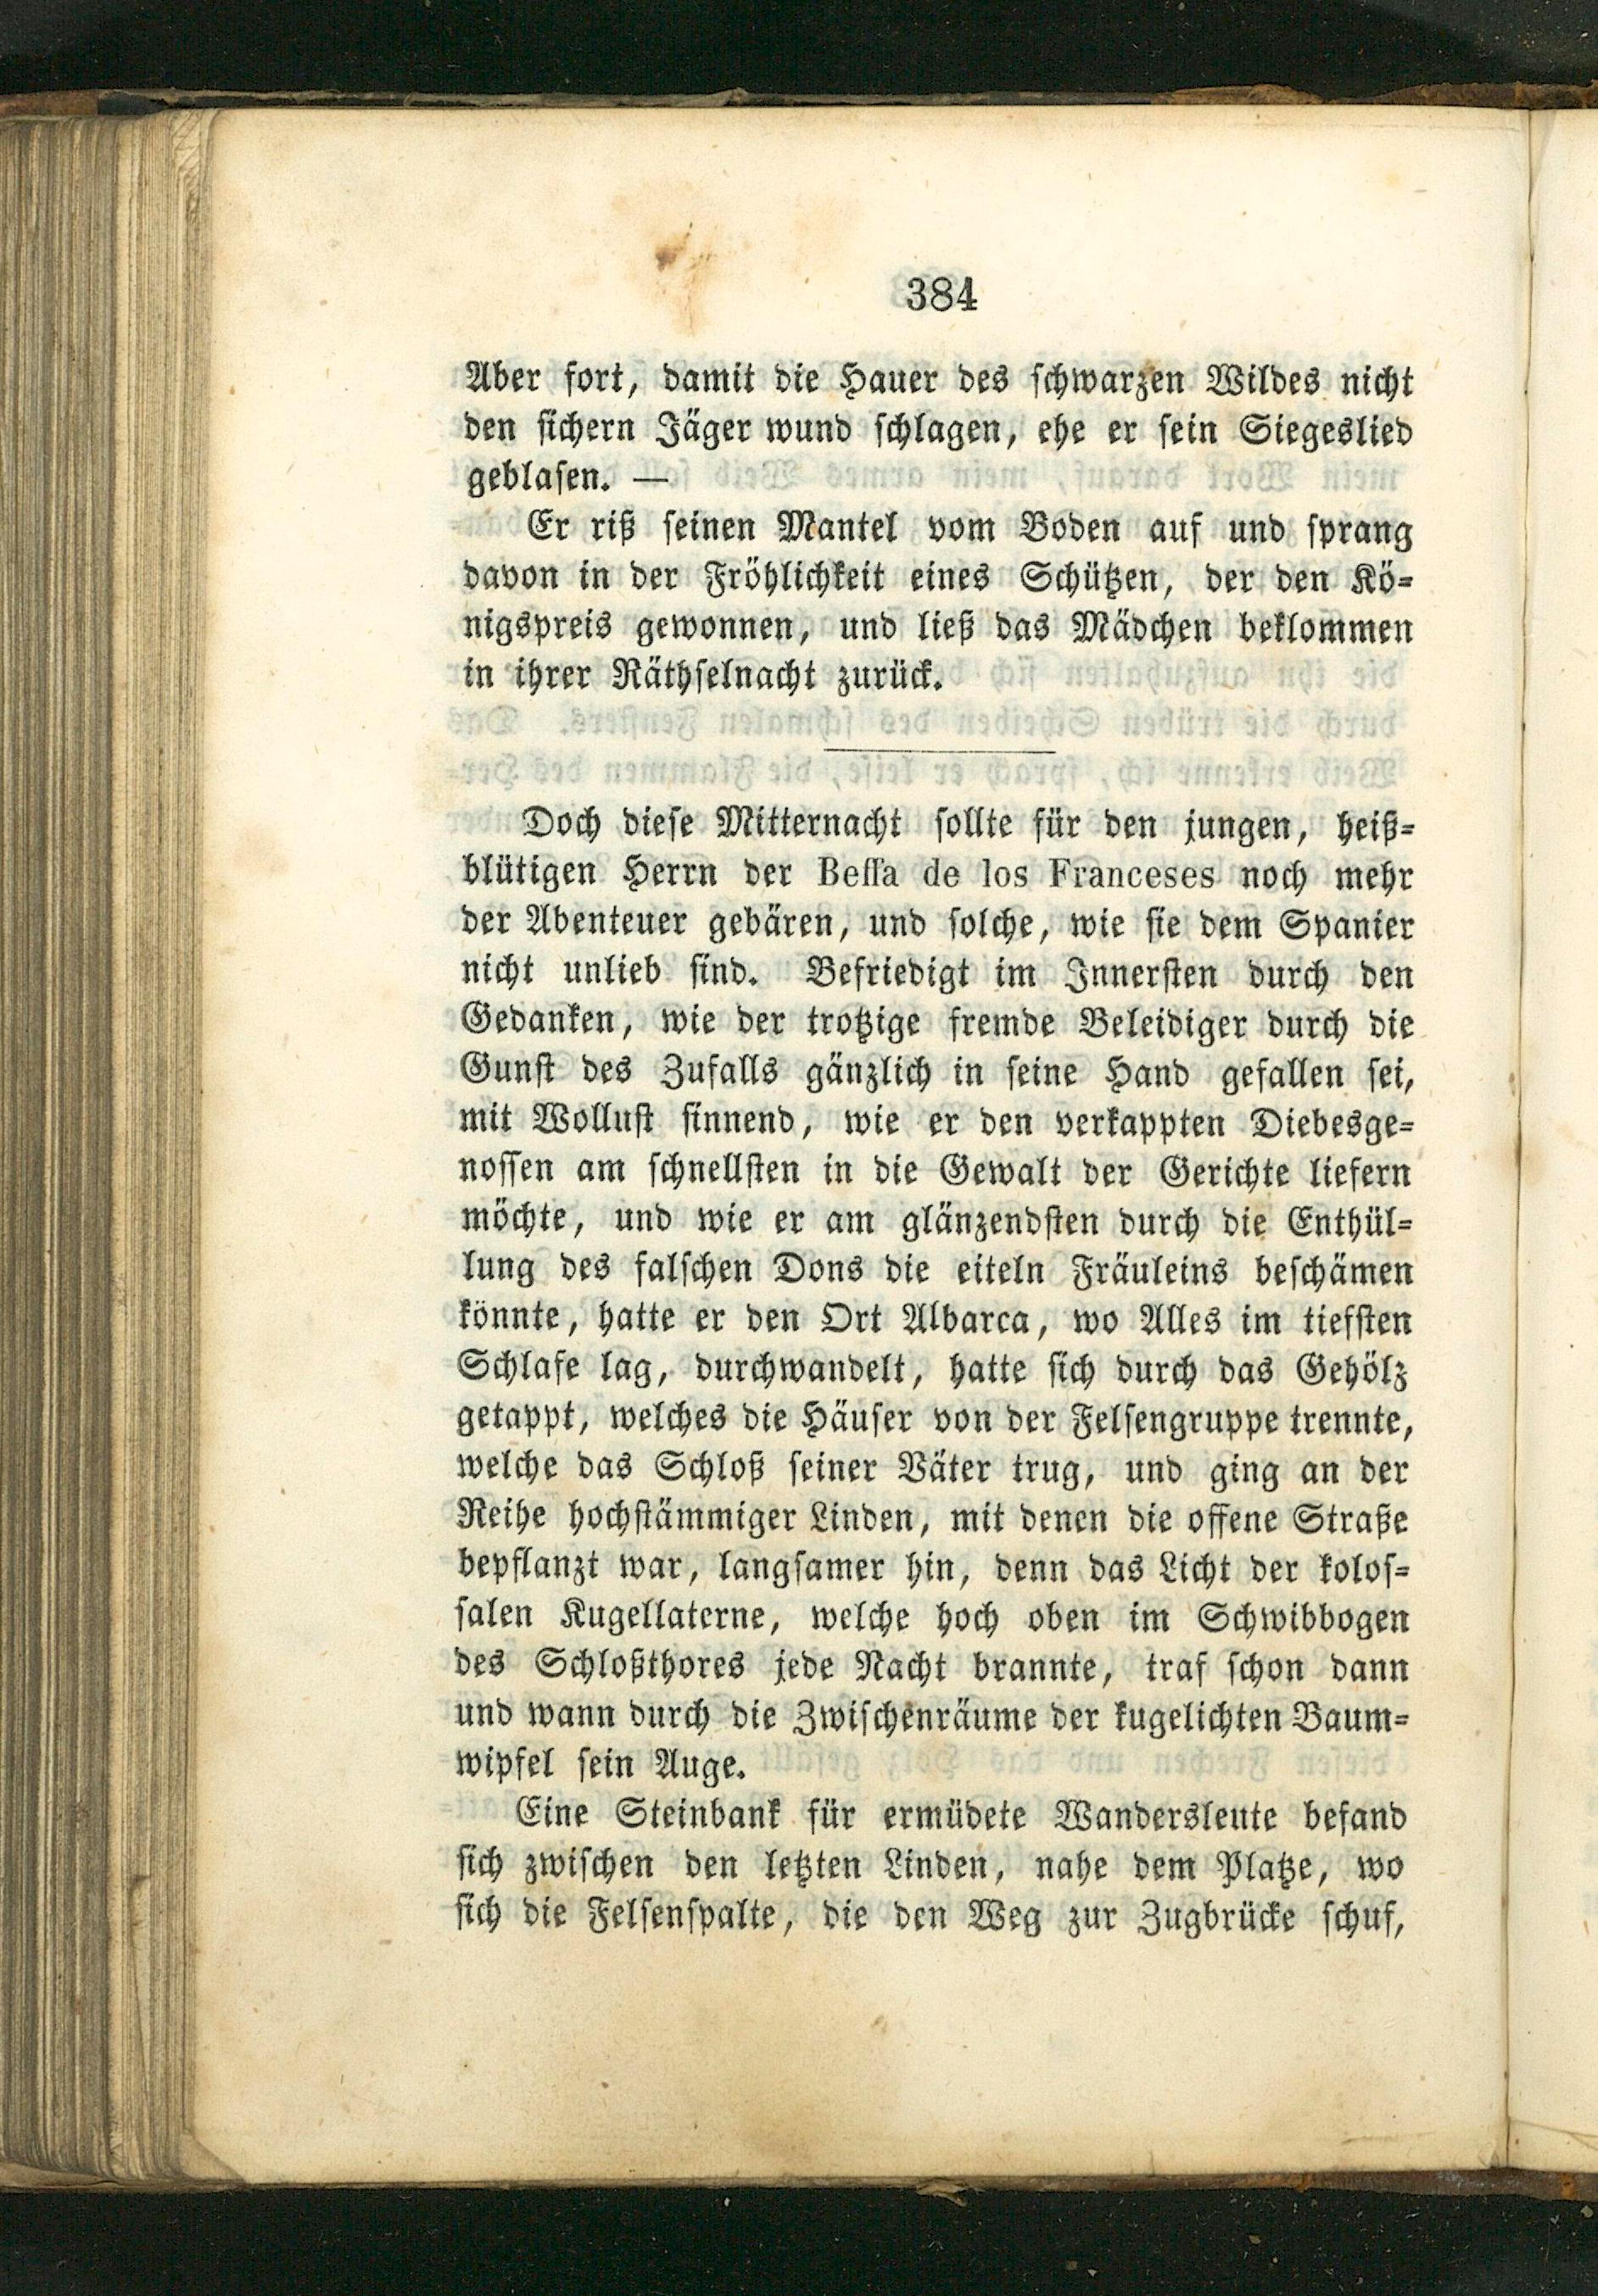 384
Aber fort, damit die Hauer des schwarzen Wildes nicht
den sichern Jäger wund schlagen, ehe er sein Siegeslied
geblasen. —
Er riß seinen Mantel vom Boden auf und sprang
davon in der Fröhlichkeit eines Schützen, der den Kö-
nigspreis gewonnen, und ließ das Mädchen beklommen
in ihrer Räthselnacht zurück.
Doch diese Mitternacht sollte für den jungen, heiß-
blütigen Herrn der Beſſa de los Franceses noch mehr
der Abenteuer gebären, und solche, wie sie dem Spanier
nicht unlieb sind. Befriedigt im Innersten durch den
Gedanken, wie der trotzige fremde Beleidiger durch die
Gunst des Zufalls gänzlich in seine Hand gefallen sei,
mit Wollust sinnend, wie er den verkappten Diebesge-
nossen am schnellsten in die Gewalt der Gerichte liefern
möchte, und wie er am glänzendsten durch die Enthül-
lung des falschen Dons die eiteln Fräuleins beschämen
könnte, hatte er den Ort Albarca, wo Alles im tiefsten
Schlafe lag, durchwandelt, hatte sich durch das Gehölz
getappt, welches die Häuser von der Felsengruppe trennte,
welche das Schloß seiner Väter trug, und ging an der
Reihe hochstämmiger Linden, mit denen die offene Straße
bepflanzt war, langsamer hin, denn das Licht der kolos-
salen Kugellaterne, welche hoch oben im Schwibbogen
des Schloßthores jede Nacht brannte, traf schon dann
und wann durch die Zwischenräume der kugelichten Baum-
wipfel sein Auge.
Eine Steinbank für ermüdete Wandersleute befand
sich zwischen den letzten Linden, nahe dem Platze, wo
sich die Felsenspalte, die den Weg zur Zugbrücke schuf,